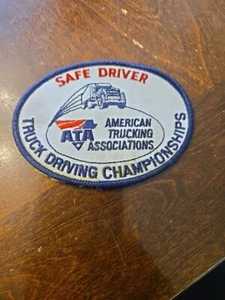 SAFE DRIVER
ATA
AMERICAN
TRUCKING
ASSOCIATIONS
TRUCK DRIVING CHAMPIONSHIPS